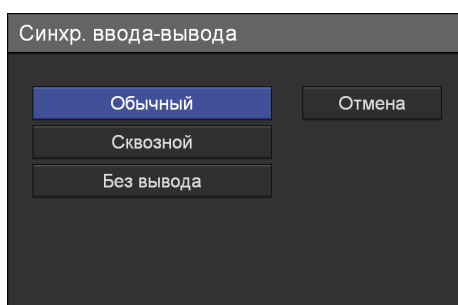 Синхр. ввода-вывода
Обычный
Отмена
Сквозной
Без вывода